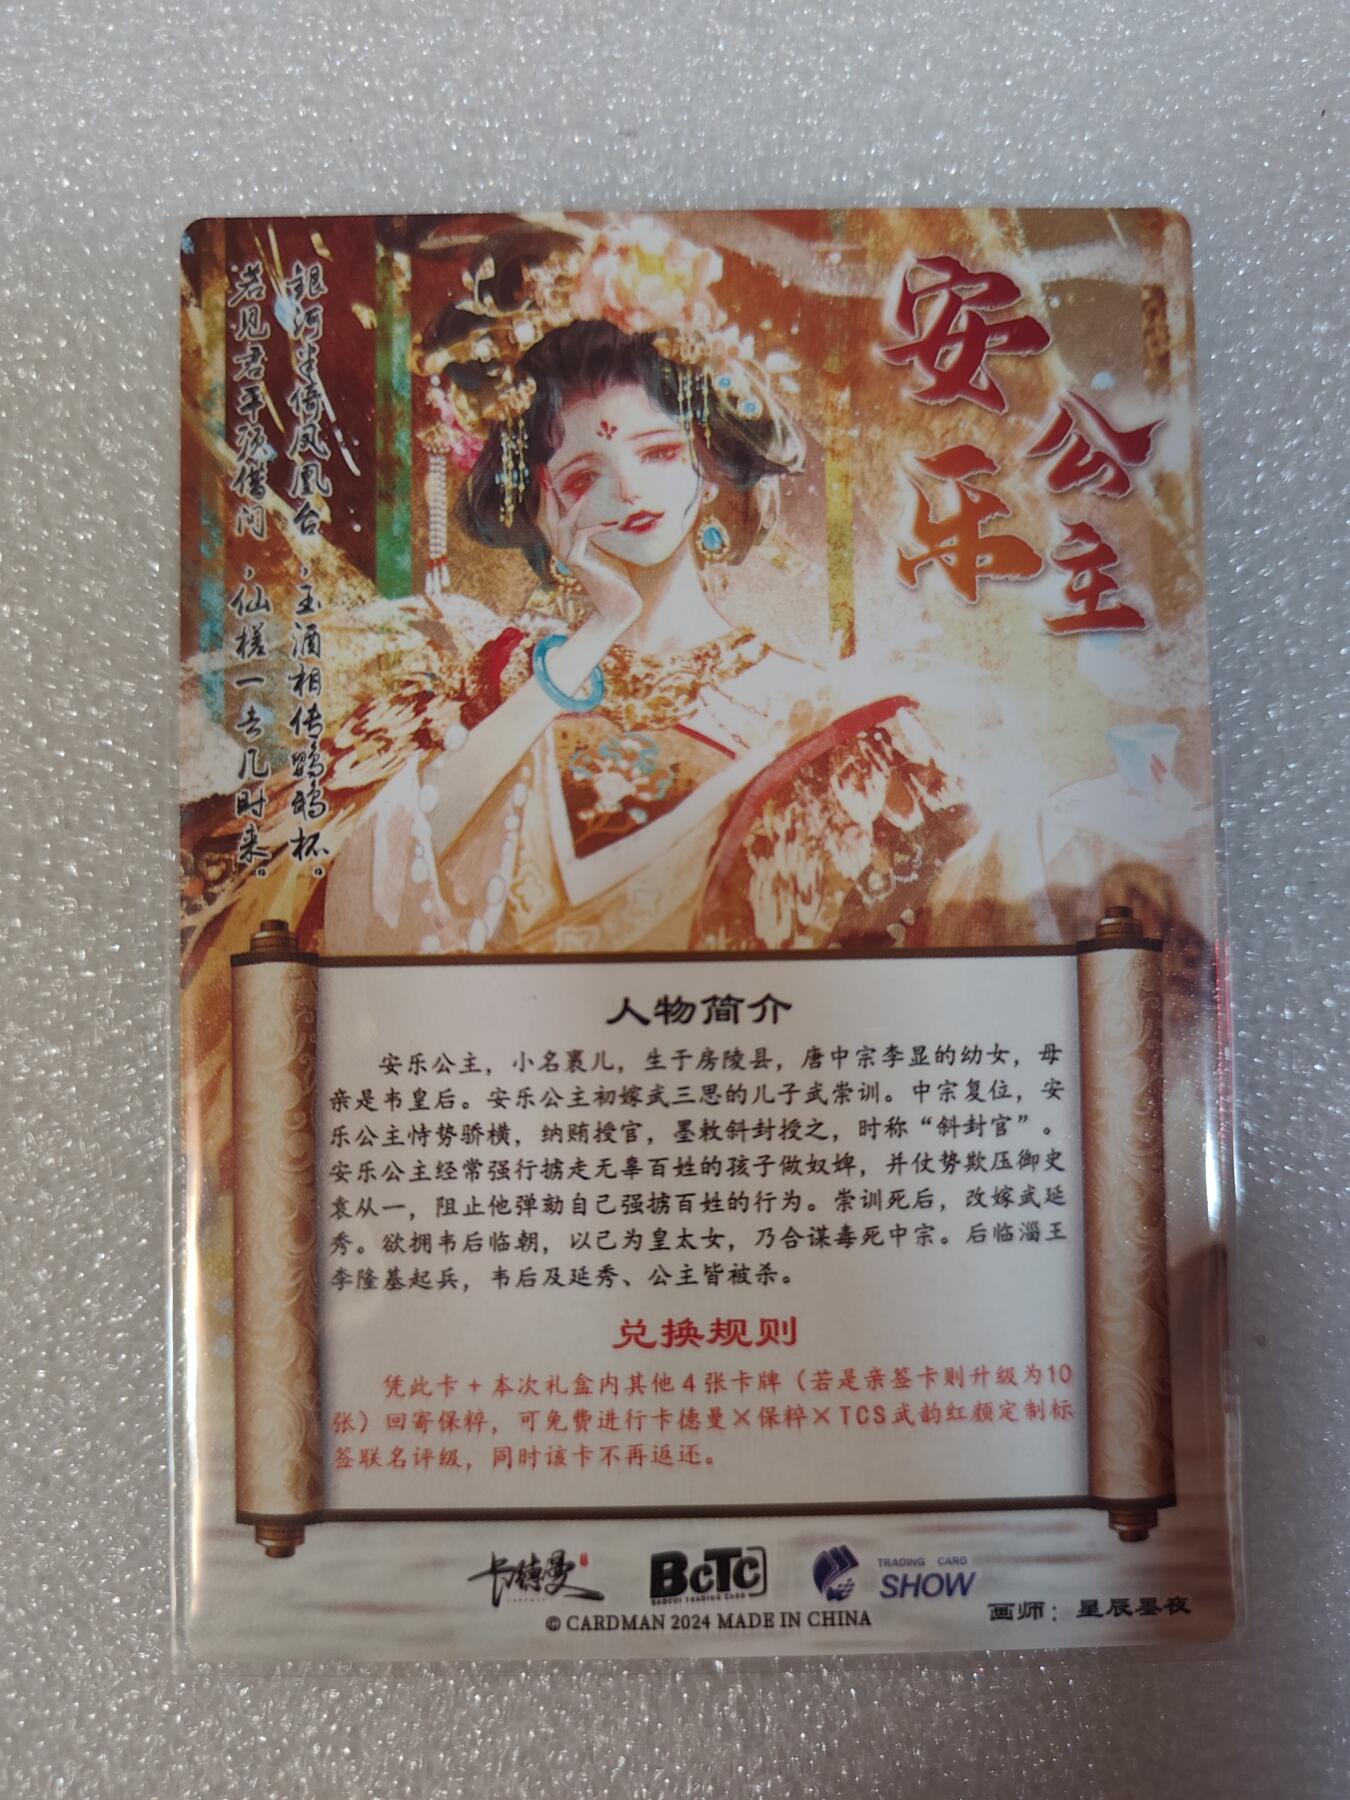 安乐
公主
银河半倚凤凰台，玉酒相传鹦鹉杯。
若见君平须借问，仙槎一去几时来。
人物简介
安乐公主，小名裹儿，生于房陵县，唐中宗李显的幼女，母
亲是韦皇后。安乐公主初嫁武三思的儿子武崇训。中宗复位，安
乐公主恃势骄横，纳贿授官，墨敕斜封授之，时称“斜封官”。
安乐公主经常强行掳走无辜百姓的孩子做奴婢，并仗势欺压御史
袁从一，阻止他弹劾自己强掳百姓的行为。崇训死后，改嫁武延
秀。欲拥韦后临朝，以己为皇太女，乃合谋毒死中宗。后临淄王
李隆基起兵，韦后及延秀、公主皆被杀。
兑换规则
凭此卡+本次礼盒内其他4张卡牌（若是亲签卡则升级为10
张）回寄保粹，可免费进行卡德曼×保粹×TCS武韵红颜定制标
签联名评级，同时该卡不再返还。
卡德曼
BCTC
TRADING CARD
SHOW
© CARDMAN 2024 MADE IN CHINA
画师：星辰墨夜